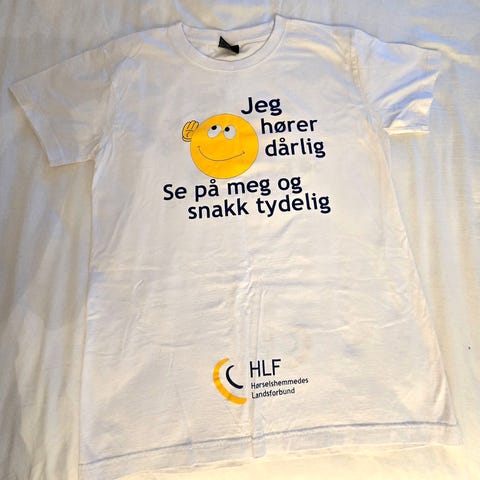 Jeg
hører
dårlig
Se på meg og
snakk tydelig
HLF
Hørselshemmedes
Landsforbund